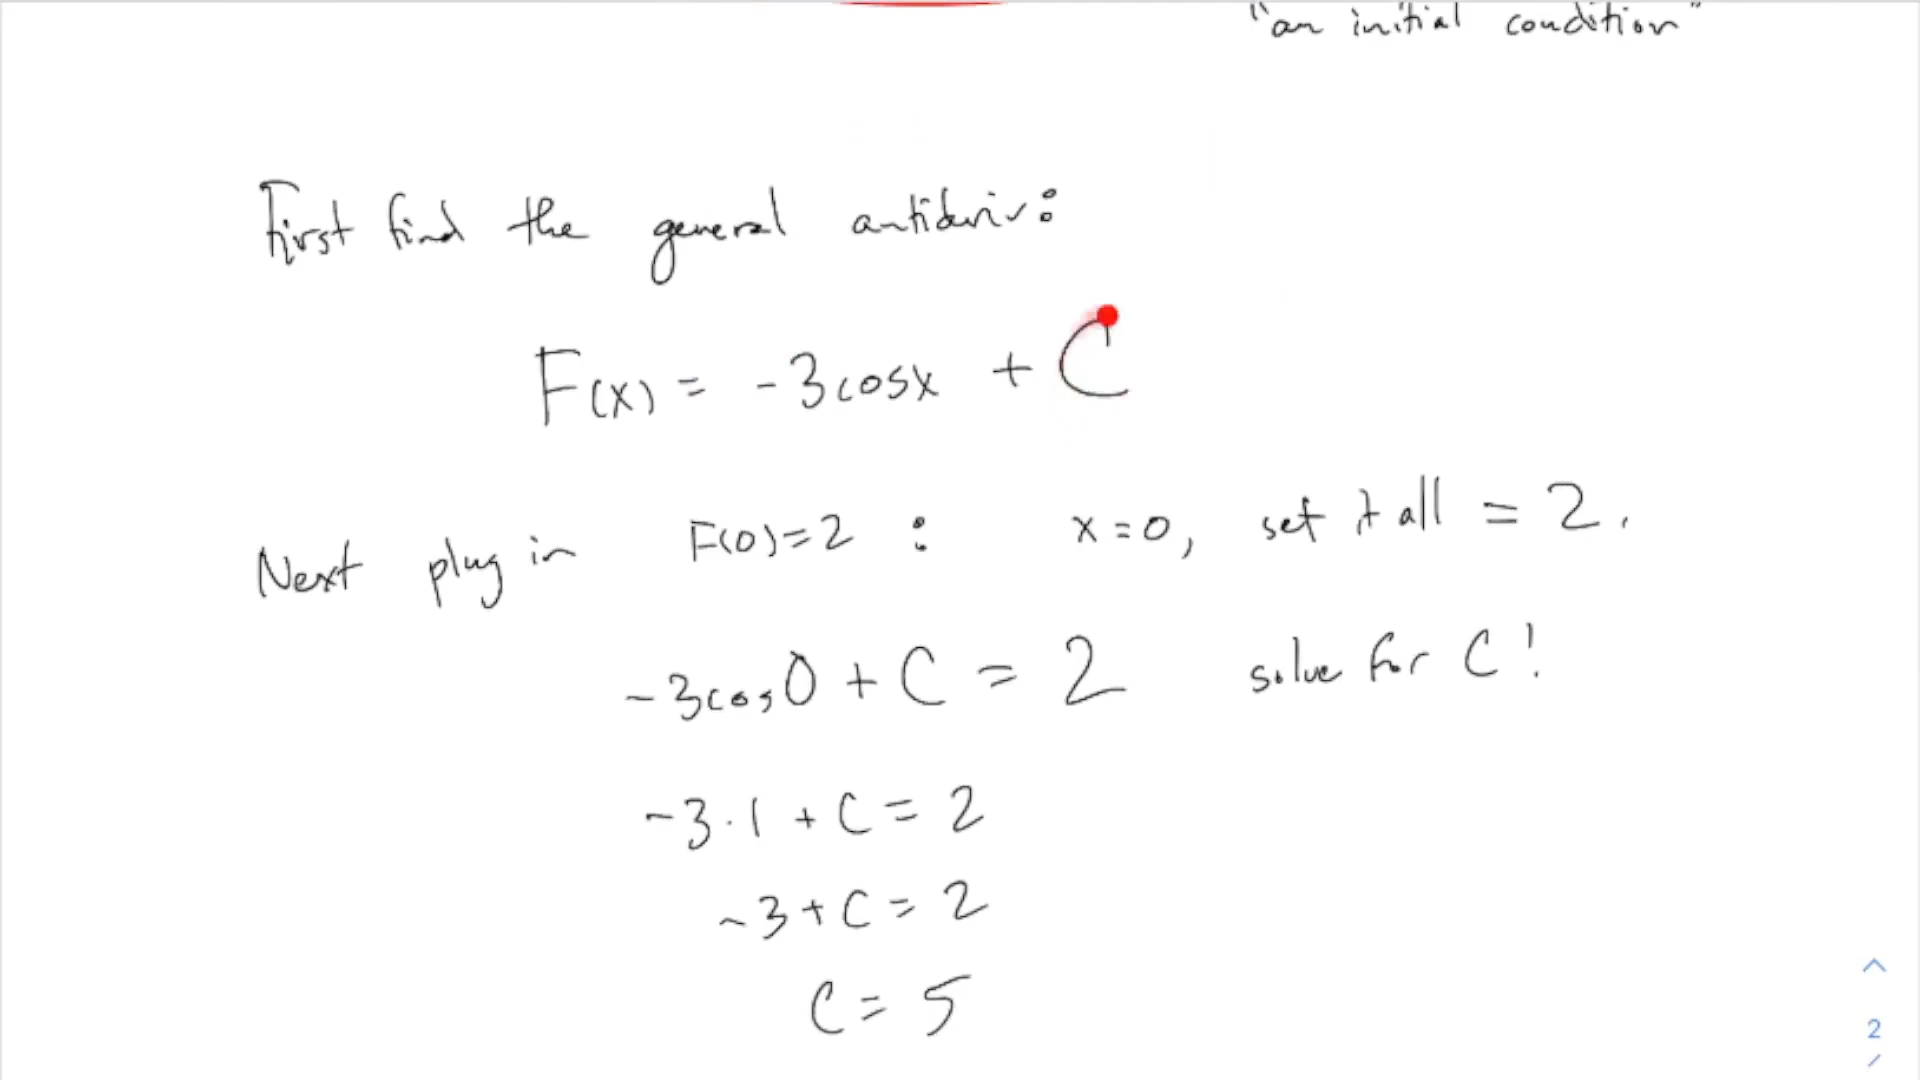 "an initial condition"
First find the general antideriv:
F(x) = -3cosx + C
Next plug in F(0)=2 : x=0, set it all = 2.
-3cos0 + C = 2 solve for C!
-3·1 + C = 2
-3 + C = 2
C = 5
2